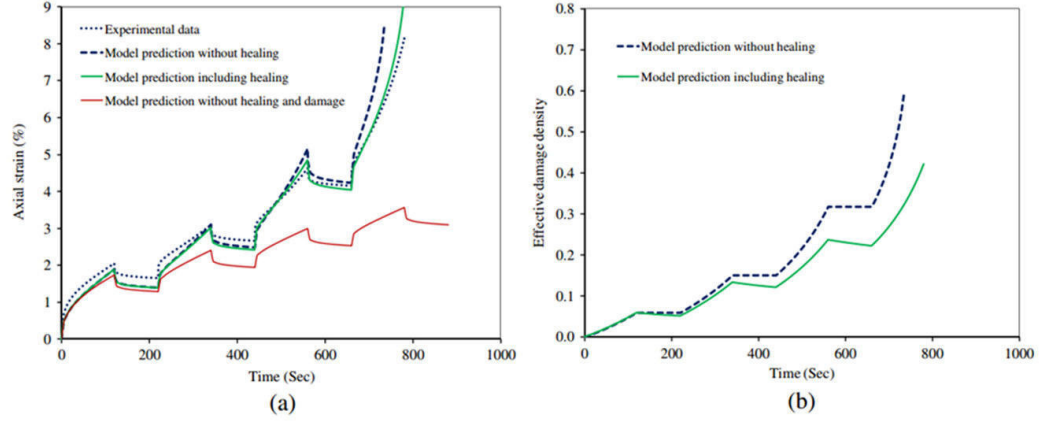 9
8
7
6
5
4
3
2
1
0
Axial strain (%)
Experimental data
Model prediction without healing
Model prediction including healing
Model prediction without healing and damage
0 200 400 600 800 1000
Time (Sec)
(a)
0.8
0.7
0.6
0.5
0.4
0.3
0.2
0.1
0.0
Effective damage density
Model prediction without healing
Model prediction including healing
0 200 400 600 800 1000
Time (Sec)
(b)